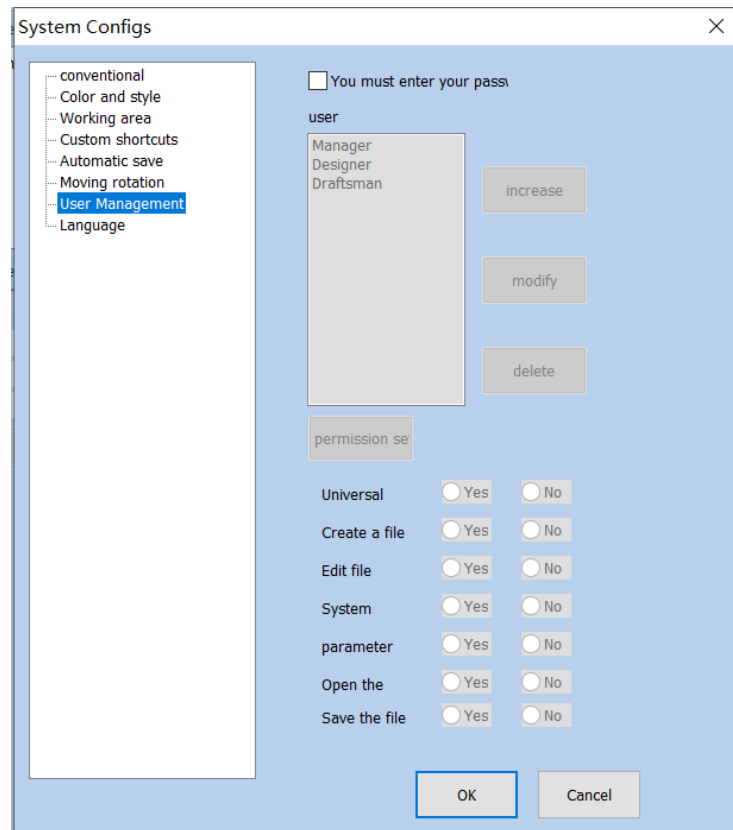 System Configs
conventional
Color and style
Working area
Custom shortcuts
Automatic save
Moving rotation
User Management
Language
You must enter your passw
user
Manager
Designer
Draftsman
increase
modify
delete
permission se
Universal Yes No
Create a file Yes No
Edit file Yes No
System Yes No
parameter Yes No
Open the Yes No
Save the file Yes No
OK Cancel